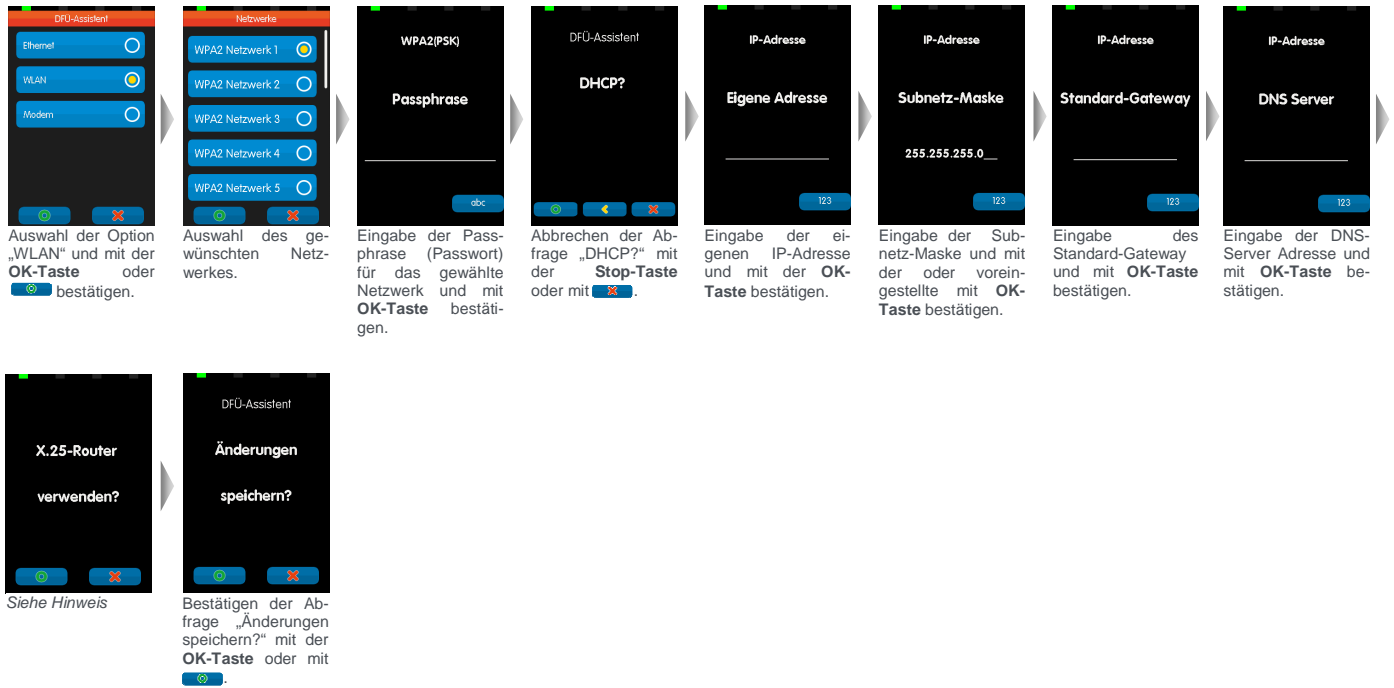 DFÜ-Assistent
Ethernet
WLAN
Modem
Auswahl der Option
„WLAN“ und mit der
OK-Taste oder
bestätigen.
Netzwerke
WPA2 Netzwerk 1
WPA2 Netzwerk 2
WPA2 Netzwerk 3
WPA2 Netzwerk 4
WPA2 Netzwerk 5
Auswahl des ge-
wünschten Netz-
werkes.
WPA2(PSK)
Passphrase
abc
Eingabe der Pass-
phrase (Passwort)
für das gewählte
Netzwerk und mit
OK-Taste bestäti-
gen.
DFÜ-Assistent
DHCP?
Abbrechen der Ab-
frage „DHCP?“ mit
der Stop-Taste
oder mit .
IP-Adresse
Eigene Adresse
123
Eingabe der ei-
genen IP-Adresse
und mit der OK-
Taste bestätigen.
IP-Adresse
Subnetz-Maske
255.255.255.0__
123
Eingabe der Sub-
netz-Maske und mit
der oder vorein-
gestellte mit OK-
Taste bestätigen.
IP-Adresse
Standard-Gateway
123
Eingabe des
Standard-Gateway
und mit OK-Taste
bestätigen.
IP-Adresse
DNS Server
123
Eingabe der DNS-
Server Adresse und
mit OK-Taste be-
stätigen.
X.25-Router
verwenden?
Siehe Hinweis
DFÜ-Assistent
Änderungen
speichern?
Bestätigen der Ab-
frage „Änderungen
speichern?“ mit der
OK-Taste oder mit
.